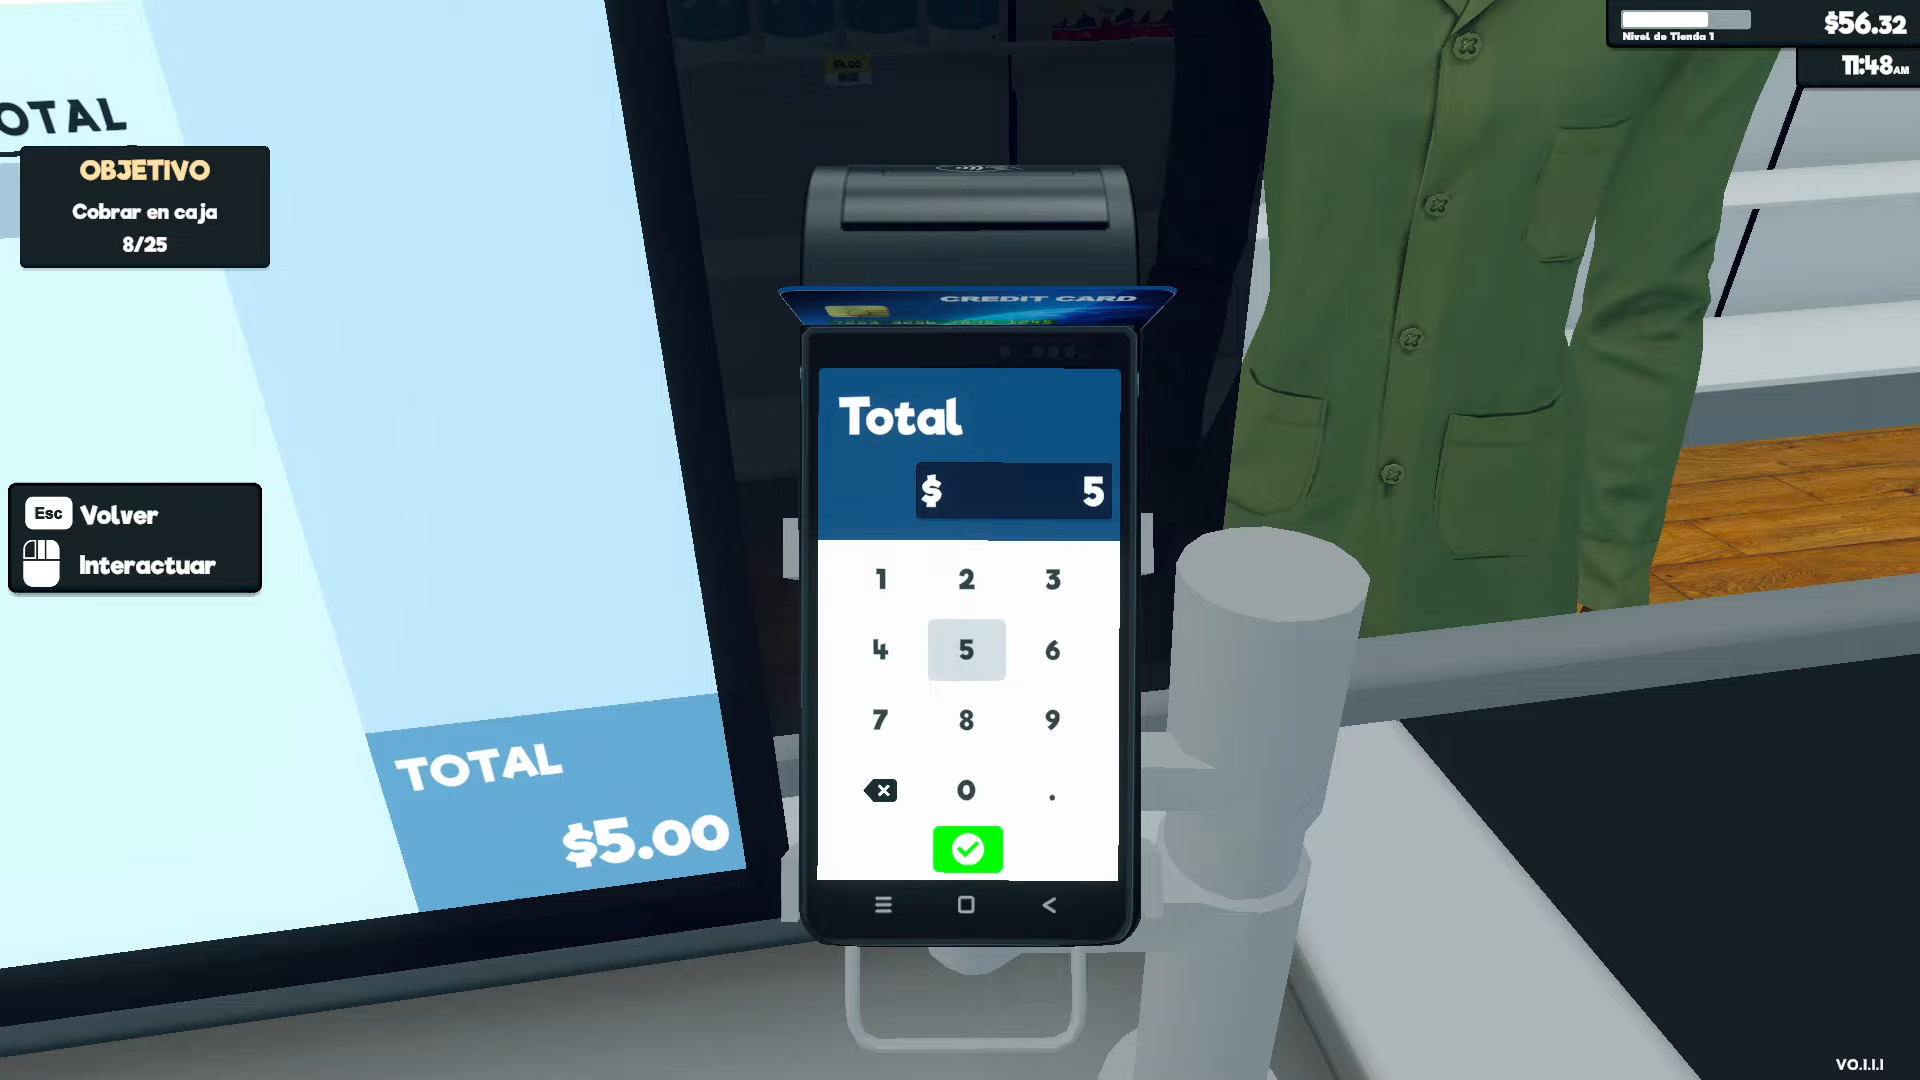 OTAL
OBJETIVO
Cobrar en caja
8/25
Esc Volver
Interactuar
TOTAL
$5.00
$4.00
CREDIT CARD
Total
$ 5
1 2 3
4 5 6
7 8 9
0 .
$56.32
Nivel de Tienda 1
11:48AM
V0.1.1.1